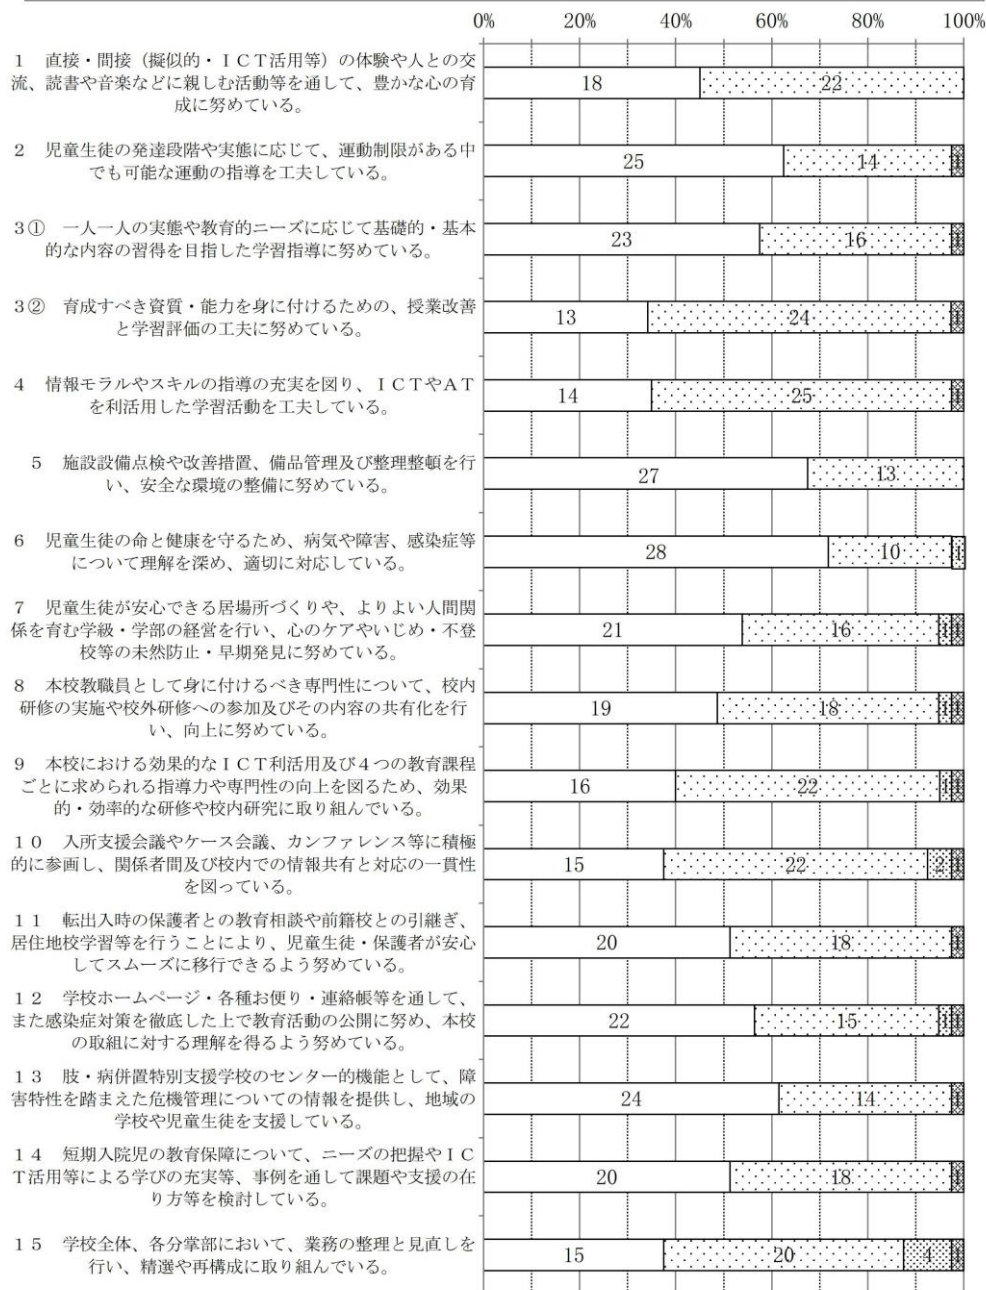 0% 20% 40% 60% 80% 100%
1　直接・間接（擬似的・ＩＣＴ活用等）の体験や人との交
流、読書や音楽などに親しむ活動等を通して、豊かな心の育
成に努めている。
18 22
2　児童生徒の発達段階や実態に応じて、運動制限がある中
でも可能な運動の指導を工夫している。
25 14 1
3①　一人一人の実態や教育的ニーズに応じて基礎的・基本
的な内容の習得を目指した学習指導に努めている。
23 16 1
3②　育成すべき資質・能力を身に付けるための、授業改善
と学習評価の工夫に努めている。
13 24 1
4　情報モラルやスキルの指導の充実を図り、ＩＣＴやＡＴ
を利活用した学習活動を工夫している。
14 25 1
5　施設設備点検や改善措置、備品管理及び整理整頓を行
い、安全な環境の整備に努めている。
27 13
6　児童生徒の命と健康を守るため、病気や障害、感染症等
について理解を深め、適切に対応している。
28 10 1
7　児童生徒が安心できる居場所づくりや、よりよい人間関
係を育む学級・学部の経営を行い、心のケアやいじめ・不登
校等の未然防止・早期発見に努めている。
21 16 1 1
8　本校教職員として身に付けるべき専門性について、校内
研修の実施や校外研修への参加及びその内容の共有化を行
い、向上に努めている。
19 18 1 1
9　本校における効果的なＩＣＴ利活用及び４つの教育課程
ごとに求められる指導力や専門性の向上を図るため、効果
的・効率的な研修や校内研究に取り組んでいる。
16 22 1 1
10　入所支援会議やケース会議、カンファレンス等に積極
的に参画し、関係者間及び校内での情報共有と対応の一貫性
を図っている。
15 22 2 1
11　転出入時の保護者との教育相談や前籍校との引継ぎ、
居住地校学習等を行うことにより、児童生徒・保護者が安心
してスムーズに移行できるよう努めている。
20 18 1
12　学校ホームページ・各種お便り・連絡帳等を通して、
また感染症対策を徹底した上で教育活動の公開に努め、本校
の取組に対する理解を得るよう努めている。
22 15 1 1
13　肢・病併置特別支援学校のセンター的機能として、障
害特性を踏まえた危機管理についての情報を提供し、地域の
学校や児童生徒を支援している。
24 14 1
14　短期入院児の教育保障について、ニーズの把握やＩＣ
Ｔ活用等による学びの充実等、事例を通して課題や支援の在
り方等を検討している。
20 18 1
15　学校全体、各分掌部において、業務の整理と見直しを
行い、精選や再構成に取り組んでいる。
15 20 4 1